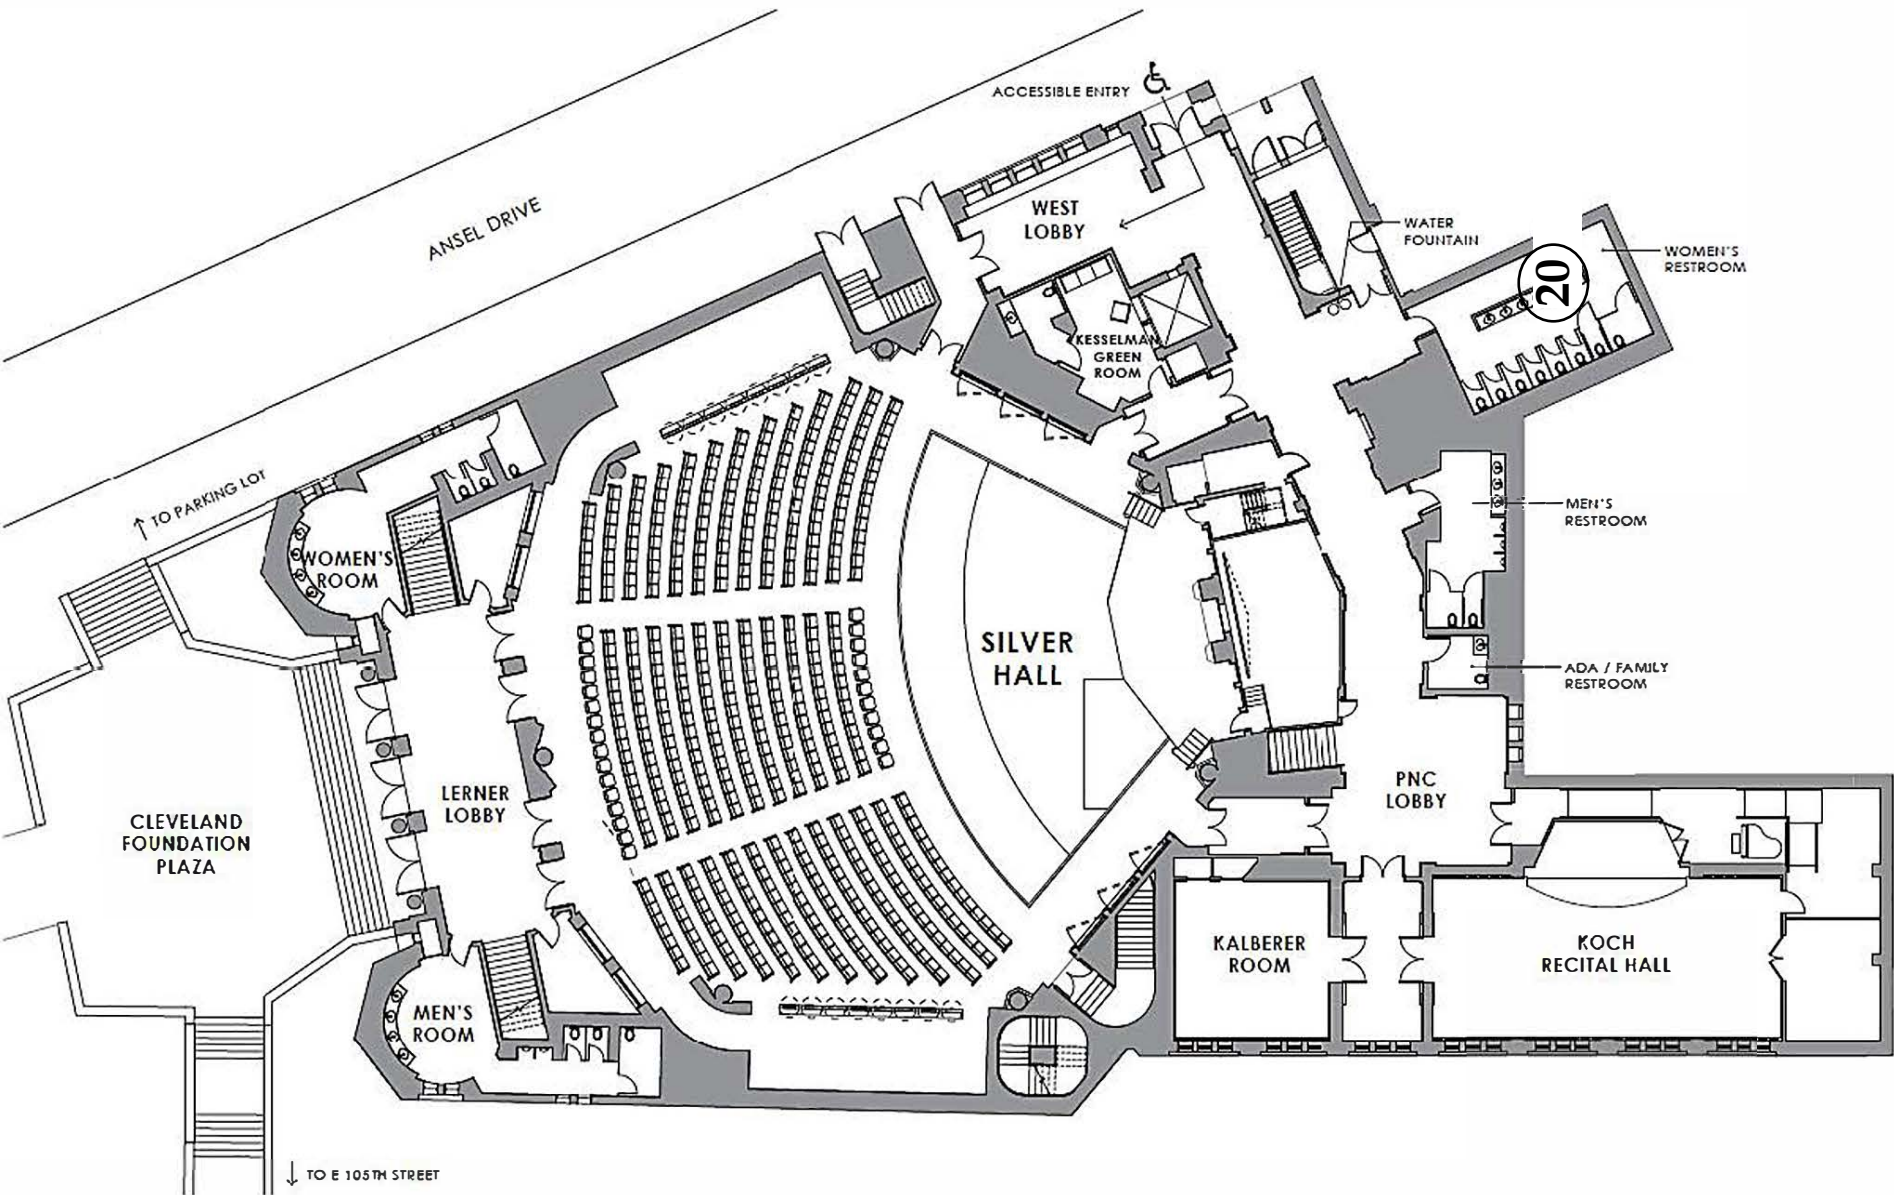 ACCESSIBLE ENTRY
ANSEL DRIVE
WEST
LOBBY
WATER
FOUNTAIN
WOMEN'S
RESTROOM
20
KESSELMAN
GREEN
ROOM
TO PARKING LOT
WOMEN'S
ROOM
MEN'S
RESTROOM
SILVER
HALL
ADA / FAMILY
RESTROOM
LERNER
LOBBY
PNC
LOBBY
CLEVELAND
FOUNDATION
PLAZA
KALBERER
ROOM
KOCH
RECITAL HALL
MEN'S
ROOM
TO E 105TH STREET